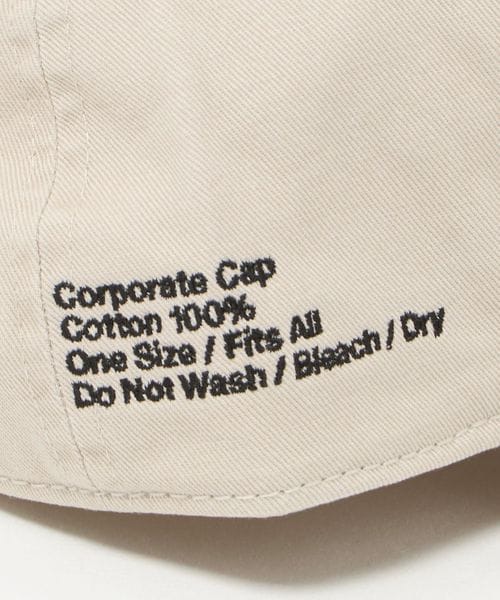 Corporate Cap
Cotton 100%
One Size / Fits All
Do Not Wash / Bleach / Dry